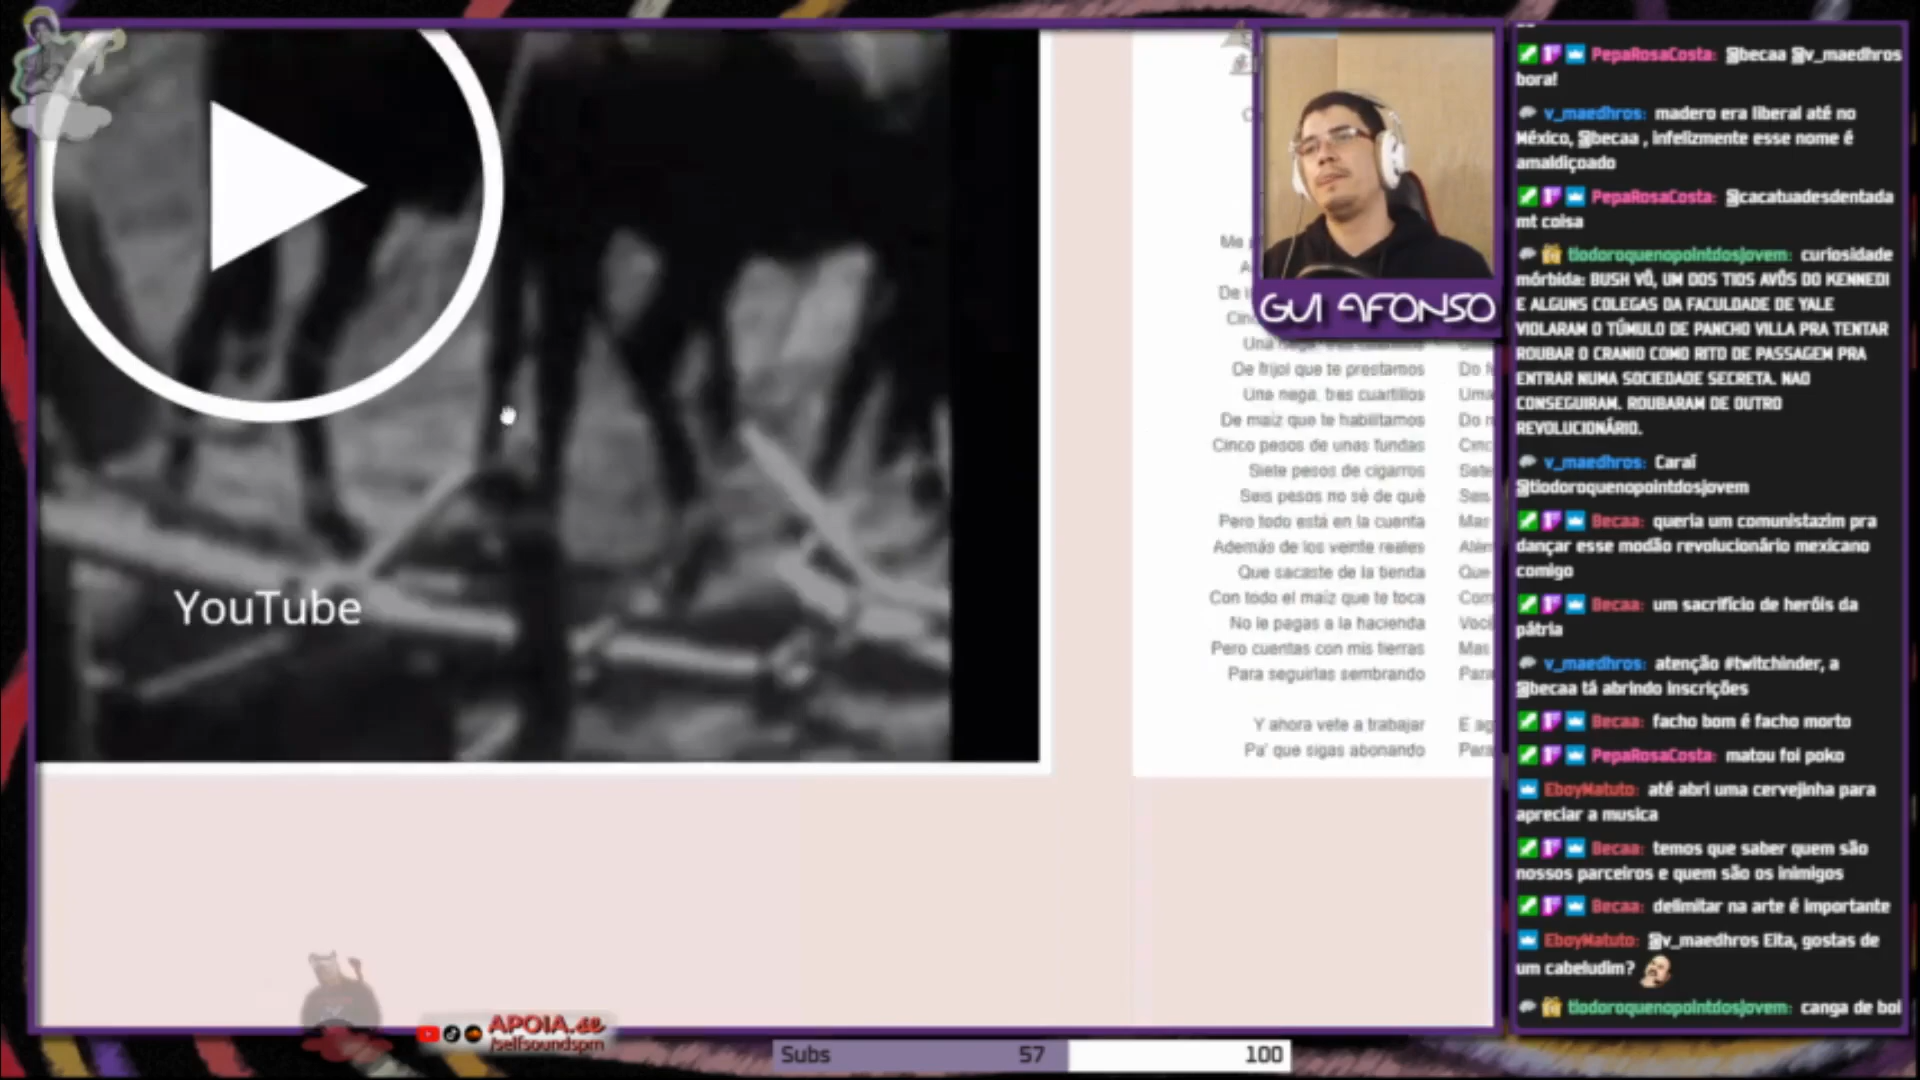 YouTube
De frijol que te prestamos
Una nega, tres cuartillos
De maíz que te habilitamos
Cinco pesos de unas fundas
Siete pesos de cigarros
Seis pesos no sé de qué
Pero todo está en la cuenta
Además de los veinte reales
Que sacaste de la tienda
Con todo el maíz que te toca
No le pagas a la hacienda
Pero cuentas con mis tierras
Para seguirlas sembrando
Y ahora vete a trabajar
Pa' que sigas abonando
GUI AFONSO
PepaRosaCosta: @becaa @v_maedhros
bora!
v_maedhros: madero era liberal até no
México, @becaa , infelizmente esse nome é
amaldiçoado
PepaRosaCosta: @cacatuadesdentada
mt coisa
tiodoroquenopointdosjovem: curiosidade
mórbida: BUSH VÔ, UM DOS TIOS AVÔS DO KENNEDI
E ALGUNS COLEGAS DA FACULDADE DE YALE
VIOLARAM O TÚMULO DE PANCHO VILLA PRA TENTAR
ROUBAR O CRANIO COMO RITO DE PASSAGEM PRA
ENTRAR NUMA SOCIEDADE SECRETA. NAO
CONSEGUIRAM. ROUBARAM DE OUTRO
REVOLUCIONÁRIO.
v_maedhros: Caraí
@tiodoroquenopointdosjovem
Becaa: queria um comunistazim pra
dançar esse modão revolucionário mexicano
comigo
Becaa: um sacrifício de heróis da
pátria
v_maedhros: atenção #twitchinder, a
@becaa tá abrindo inscrições
Becaa: facho bom é facho morto
PepaRosaCosta: matou foi poko
EboyMatuto: até abri uma cervejinha para
apreciar a musica
Becaa: temos que saber quem são
nossos parceiros e quem são os inimigos
Becaa: delimitar na arte é importante
EboyMatuto: @v_maedhros Eita, gostas de
um cabeludim?
tiodoroquenopointdosjovem: canga de boi
APOIA.se
/selfsoundsprn
Subs 57 100